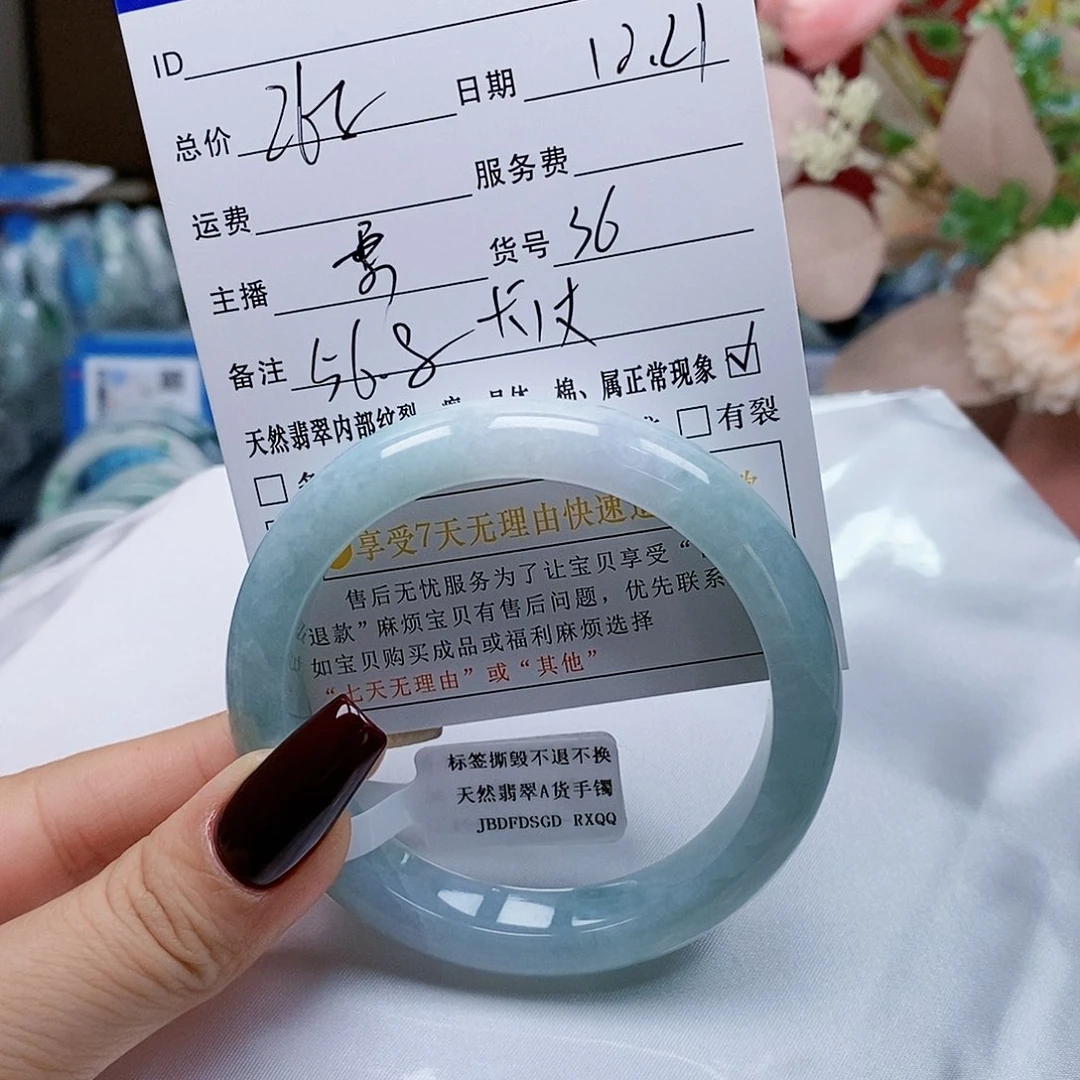 ID
总价 日期 12.21
运费 服务费
主播 货号 36
备注 56.8
天然翡翠内部纹裂 棉、属正常现象 ☑
□ □有裂
享受7天无理由快速
售后无忧服务为了让宝贝享受“
退款”麻烦宝贝有售后问题，优先联系
如宝贝购买成品或福利麻烦选择
“七天无理由”或“其他”
标签撕毁不退不换
天然翡翠A货手镯
JBDFDSGD RXQQ